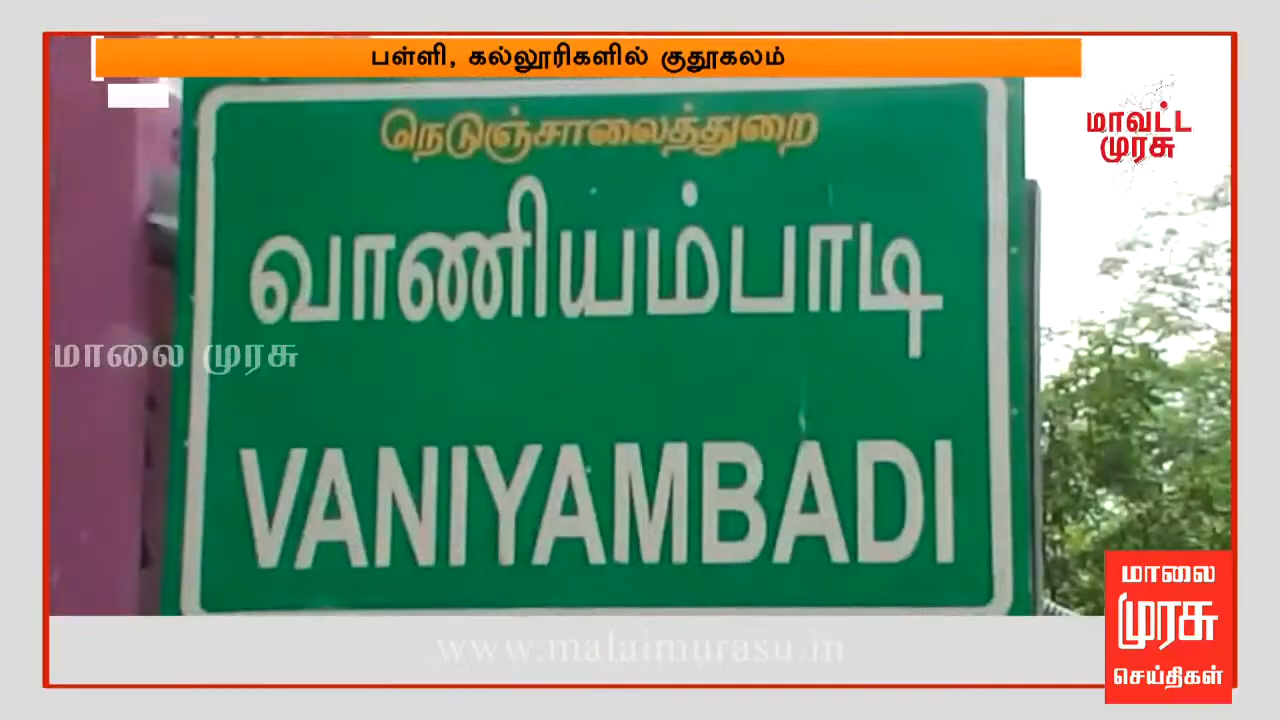 பள்ளி, கல்லூரிகளில் குதூகலம்
மாவட்ட
முரசு
நெடுஞ்சாலைத்துறை
வாணியம்பாடி
மாலை முரசு
VANIYAMBADI
மாலை
முரசு
செய்திகள்
www.malaimurasu.in